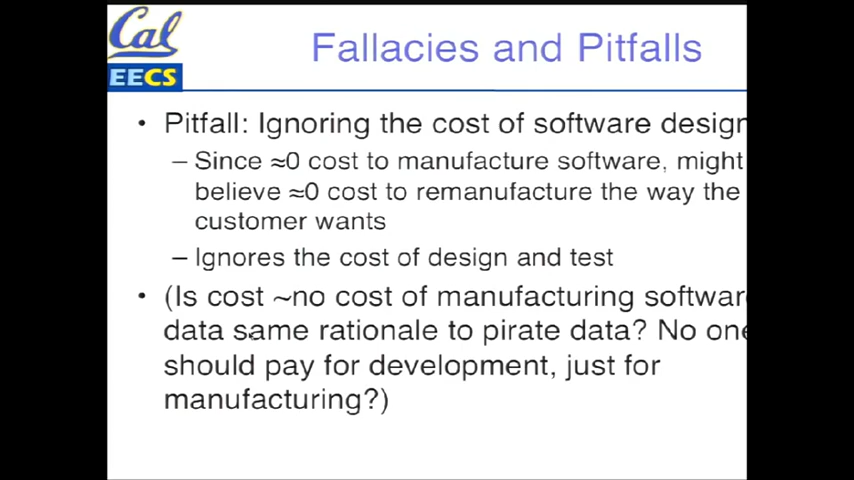 Cal
EECS
Fallacies and Pitfalls
• Pitfall: Ignoring the cost of software design
– Since ≈0 cost to manufacture software, might
believe ≈0 cost to remanufacture the way the
customer wants
– Ignores the cost of design and test
• (Is cost ~no cost of manufacturing softwar
data same rationale to pirate data? No one
should pay for development, just for
manufacturing?)